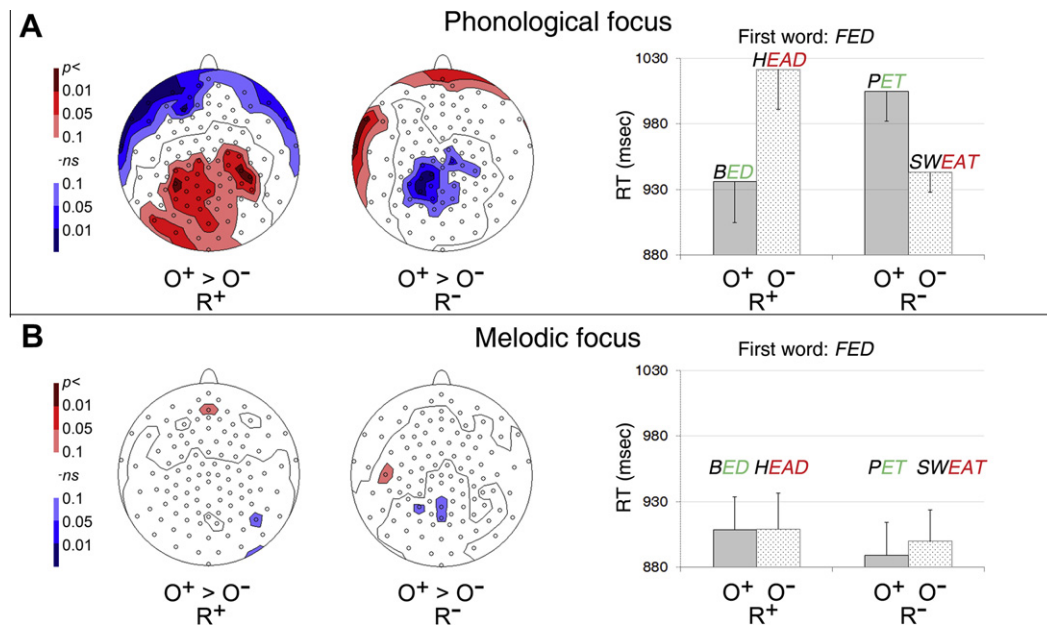 A
Phonological focus
p<
0.01
0.05
0.1
-ns
0.1
0.05
0.01
O+ > O−
R+
O+ > O−
R−
First word: FED
RT (msec)
1030
980
930
880
BED
HEAD
PET
SWEAT
O+ O− O+ O−
R+ R−
B
Melodic focus
p<
0.01
0.05
0.1
-ns
0.1
0.05
0.01
O+ > O−
R+
O+ > O−
R−
First word: FED
RT (msec)
1030
980
930
880
BED HEAD PET SWEAT
O+ O− O+ O−
R+ R−